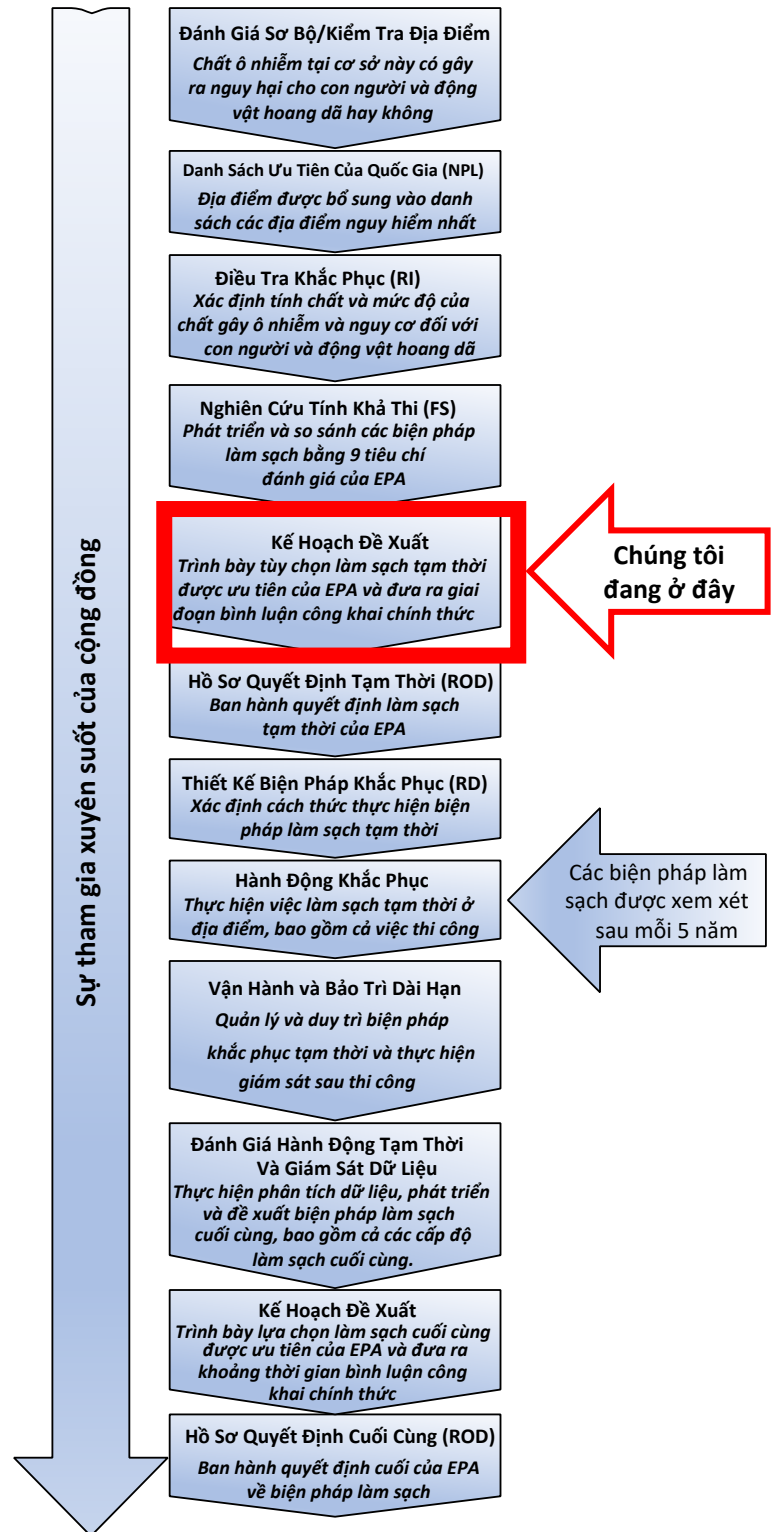 Đánh Giá Sơ Bộ/Kiểm Tra Địa Điểm
Chất ô nhiễm tại cơ sở này có gây
ra nguy hại cho con người và động
vật hoang dã hay không
Danh Sách Ưu Tiên Của Quốc Gia (NPL)
Địa điểm được bổ sung vào danh
sách các địa điểm nguy hiểm nhất
Điều Tra Khắc Phục (RI)
Xác định tính chất và mức độ của
chất gây ô nhiễm và nguy cơ đối với
con người và động vật hoang dã
Nghiên Cứu Tính Khả Thi (FS)
Phát triển và so sánh các biện pháp
làm sạch bằng 9 tiêu chí
đánh giá của EPA
Kế Hoạch Đề Xuất
Trình bày tùy chọn làm sạch tạm thời
được ưu tiên của EPA và đưa ra giai
đoạn bình luận công khai chính thức
Chúng tôi
đang ở đây
Hồ Sơ Quyết Định Tạm Thời (ROD)
Ban hành quyết định làm sạch
tạm thời của EPA
Thiết Kế Biện Pháp Khắc Phục (RD)
Xác định cách thức thực hiện biện
pháp làm sạch tạm thời
Hành Động Khắc Phục
Thực hiện việc làm sạch tạm thời ở
địa điểm, bao gồm cả việc thi công
Các biện pháp làm
sạch được xem xét
sau mỗi 5 năm
Vận Hành và Bảo Trì Dài Hạn
Quản lý và duy trì biện pháp
khắc phục tạm thời và thực hiện
giám sát sau thi công
Đánh Giá Hành Động Tạm Thời
Và Giám Sát Dữ Liệu
Thực hiện phân tích dữ liệu, phát triển
và đề xuất biện pháp làm sạch
cuối cùng, bao gồm cả các cấp độ
làm sạch cuối cùng.
Kế Hoạch Đề Xuất
Trình bày lựa chọn làm sạch cuối cùng
được ưu tiên của EPA và đưa ra
khoảng thời gian bình luận công
khai chính thức
Hồ Sơ Quyết Định Cuối Cùng (ROD)
Ban hành quyết định cuối của EPA
về biện pháp làm sạch
Sự tham gia xuyên suốt của cộng đồng